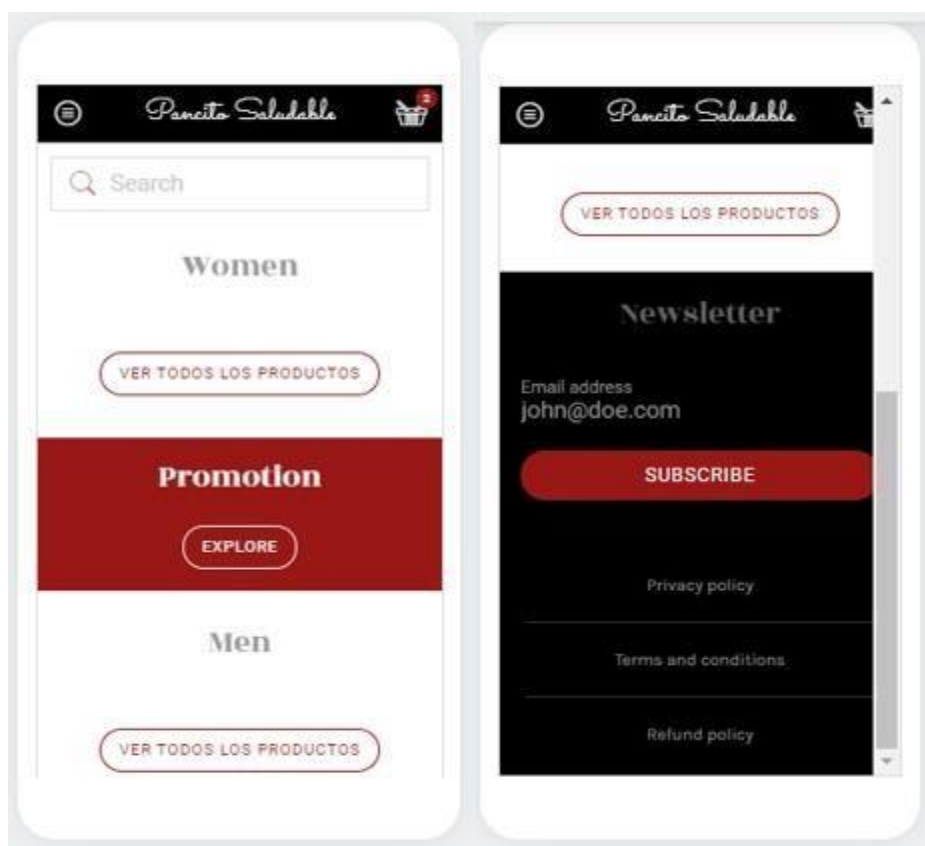 Pancito Saludable
2
Search
Women
VER TODOS LOS PRODUCTOS
Promotion
EXPLORE
Men
VER TODOS LOS PRODUCTOS
Pancito Saludable
VER TODOS LOS PRODUCTOS
Newsletter
Email address
john@doe.com
SUBSCRIBE
Privacy policy
Terms and conditions
Refund policy